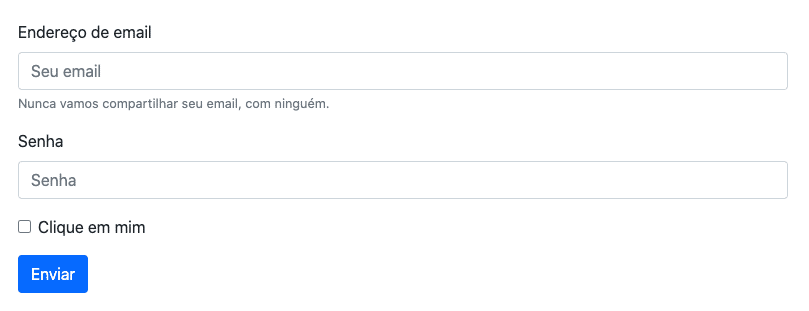 Endereço de email
Seu email
Nunca vamos compartilhar seu email, com ninguém.
Senha
Senha
Clique em mim
Enviar